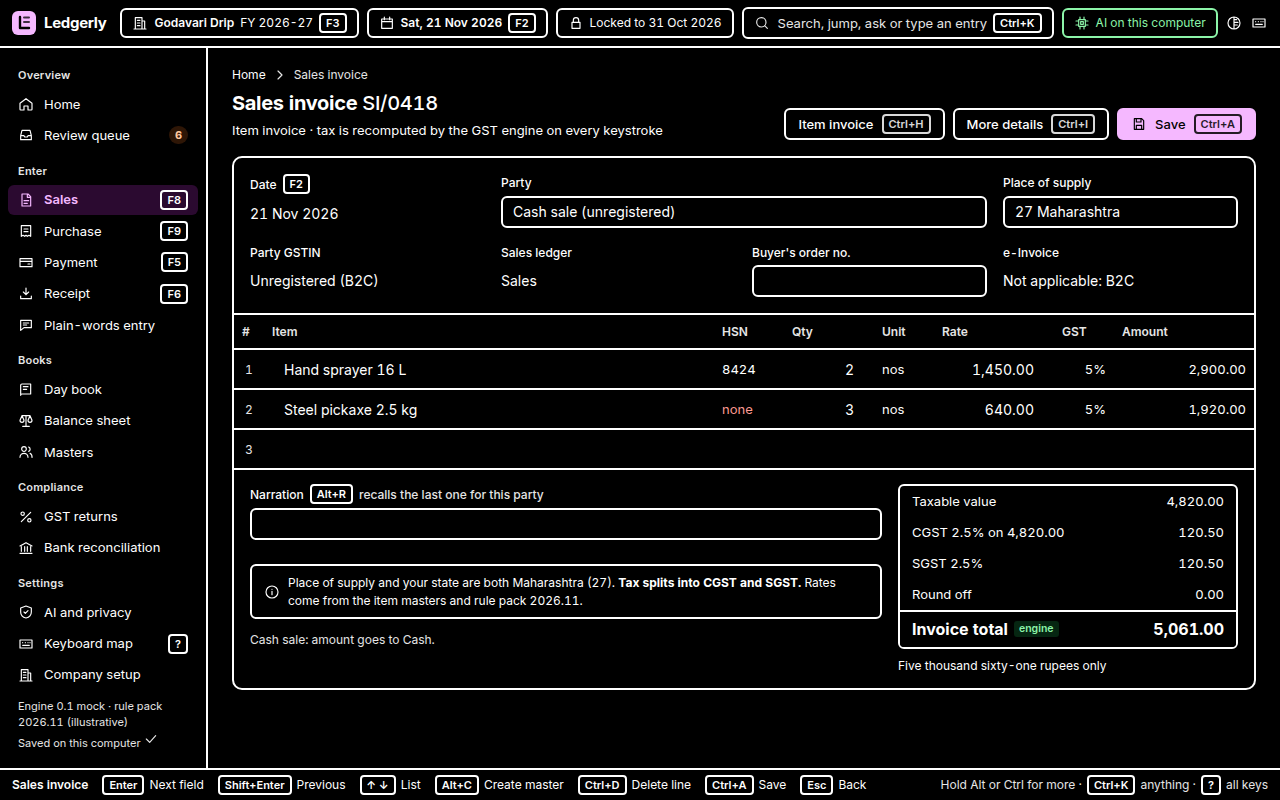 Ledgerly
Godavari Drip FY 2026-27 F3
Sat, 21 Nov 2026 F2
Locked to 31 Oct 2026
Search, jump, ask or type an entry Ctrl+K
AI on this computer
Overview
Home
Review queue 6
Enter
Sales F8
Purchase F9
Payment F5
Receipt F6
Plain-words entry
Books
Day book
Balance sheet
Masters
Compliance
GST returns
Bank reconciliation
Settings
AI and privacy
Keyboard map ?
Company setup
Engine 0.1 mock · rule pack
2026.11 (illustrative)
Saved on this computer
Home Sales invoice
Sales invoice SI/0418
Item invoice · tax is recomputed by the GST engine on every keystroke
Item invoice Ctrl+H
More details Ctrl+I
Save Ctrl+A
Date F2
21 Nov 2026
Party
Cash sale (unregistered)
Place of supply
27 Maharashtra
Party GSTIN
Unregistered (B2C)
Sales ledger
Sales
Buyer's order no.
e-Invoice
Not applicable: B2C
# Item HSN Qty Unit Rate GST Amount
1 Hand sprayer 16 L 8424 2 nos 1,450.00 5% 2,900.00
2 Steel pickaxe 2.5 kg none 3 nos 640.00 5% 1,920.00
3
Narration Alt+R recalls the last one for this party
Place of supply and your state are both Maharashtra (27). Tax splits into CGST and SGST. Rates
come from the item masters and rule pack 2026.11.
Cash sale: amount goes to Cash.
Taxable value 4,820.00
CGST 2.5% on 4,820.00 120.50
SGST 2.5% 120.50
Round off 0.00
Invoice total engine 5,061.00
Five thousand sixty-one rupees only
Sales invoice Enter Next field Shift+Enter Previous ↑ ↓ List Alt+C Create master Ctrl+D Delete line Ctrl+A Save Esc Back Hold Alt or Ctrl for more · Ctrl+K anything · ? all keys